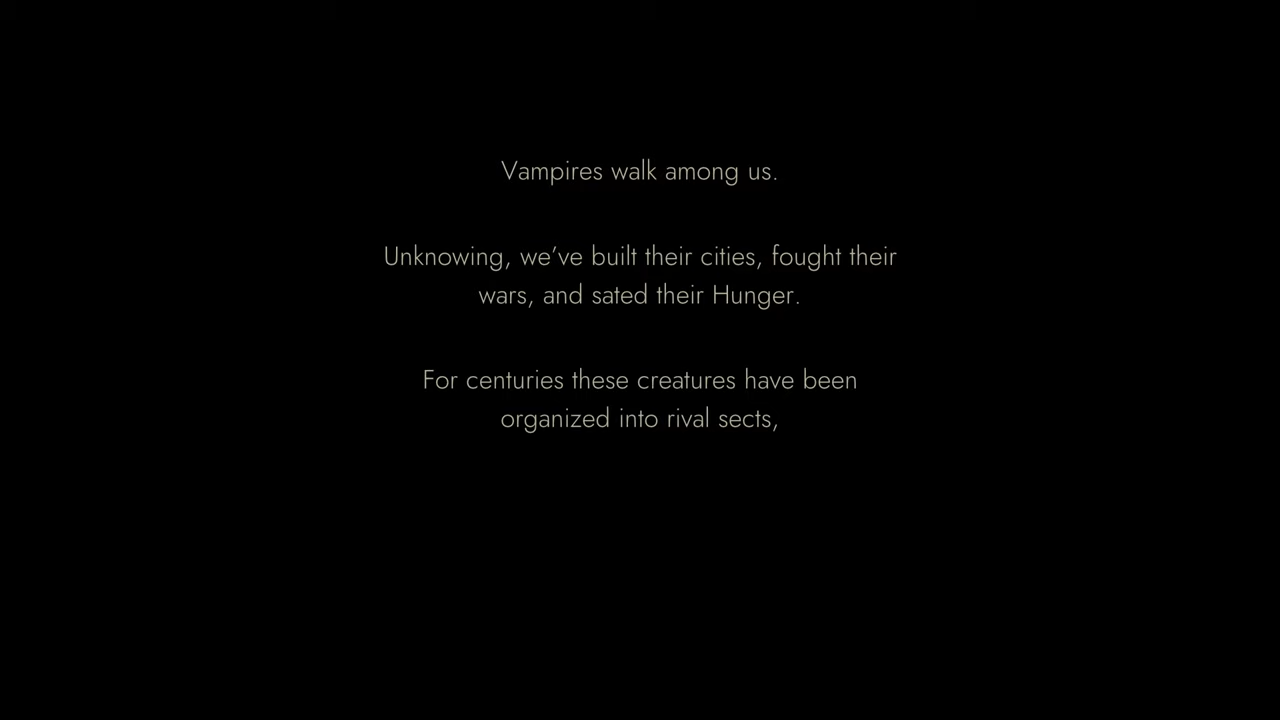 Vampires walk among us.
Unknowing, we’ve built their cities, fought their
wars, and sated their Hunger.
For centuries these creatures have been
organized into rival sects,